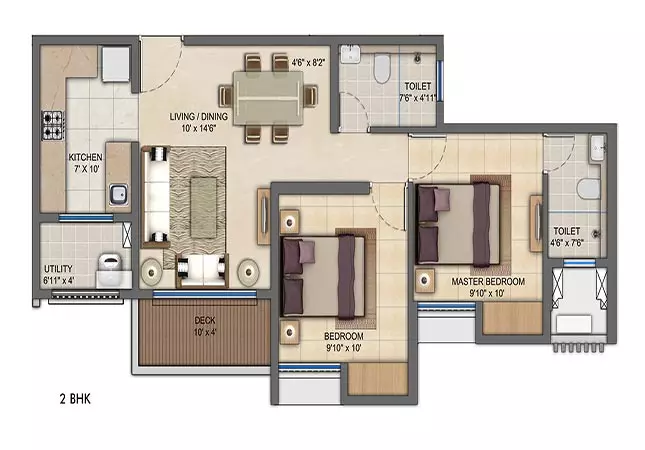 4'6" x 8'2"
TOILET
7'6" x 4'11"
LIVING / DINING
10' x 14'6"
KITCHEN
7' X 10'
TOILET
4'6" x 7'6"
UTILITY
6'11" x 4'
MASTER BEDROOM
9'10" x 10'
DECK
10' x 4'
BEDROOM
9'10" x 10'
2 BHK